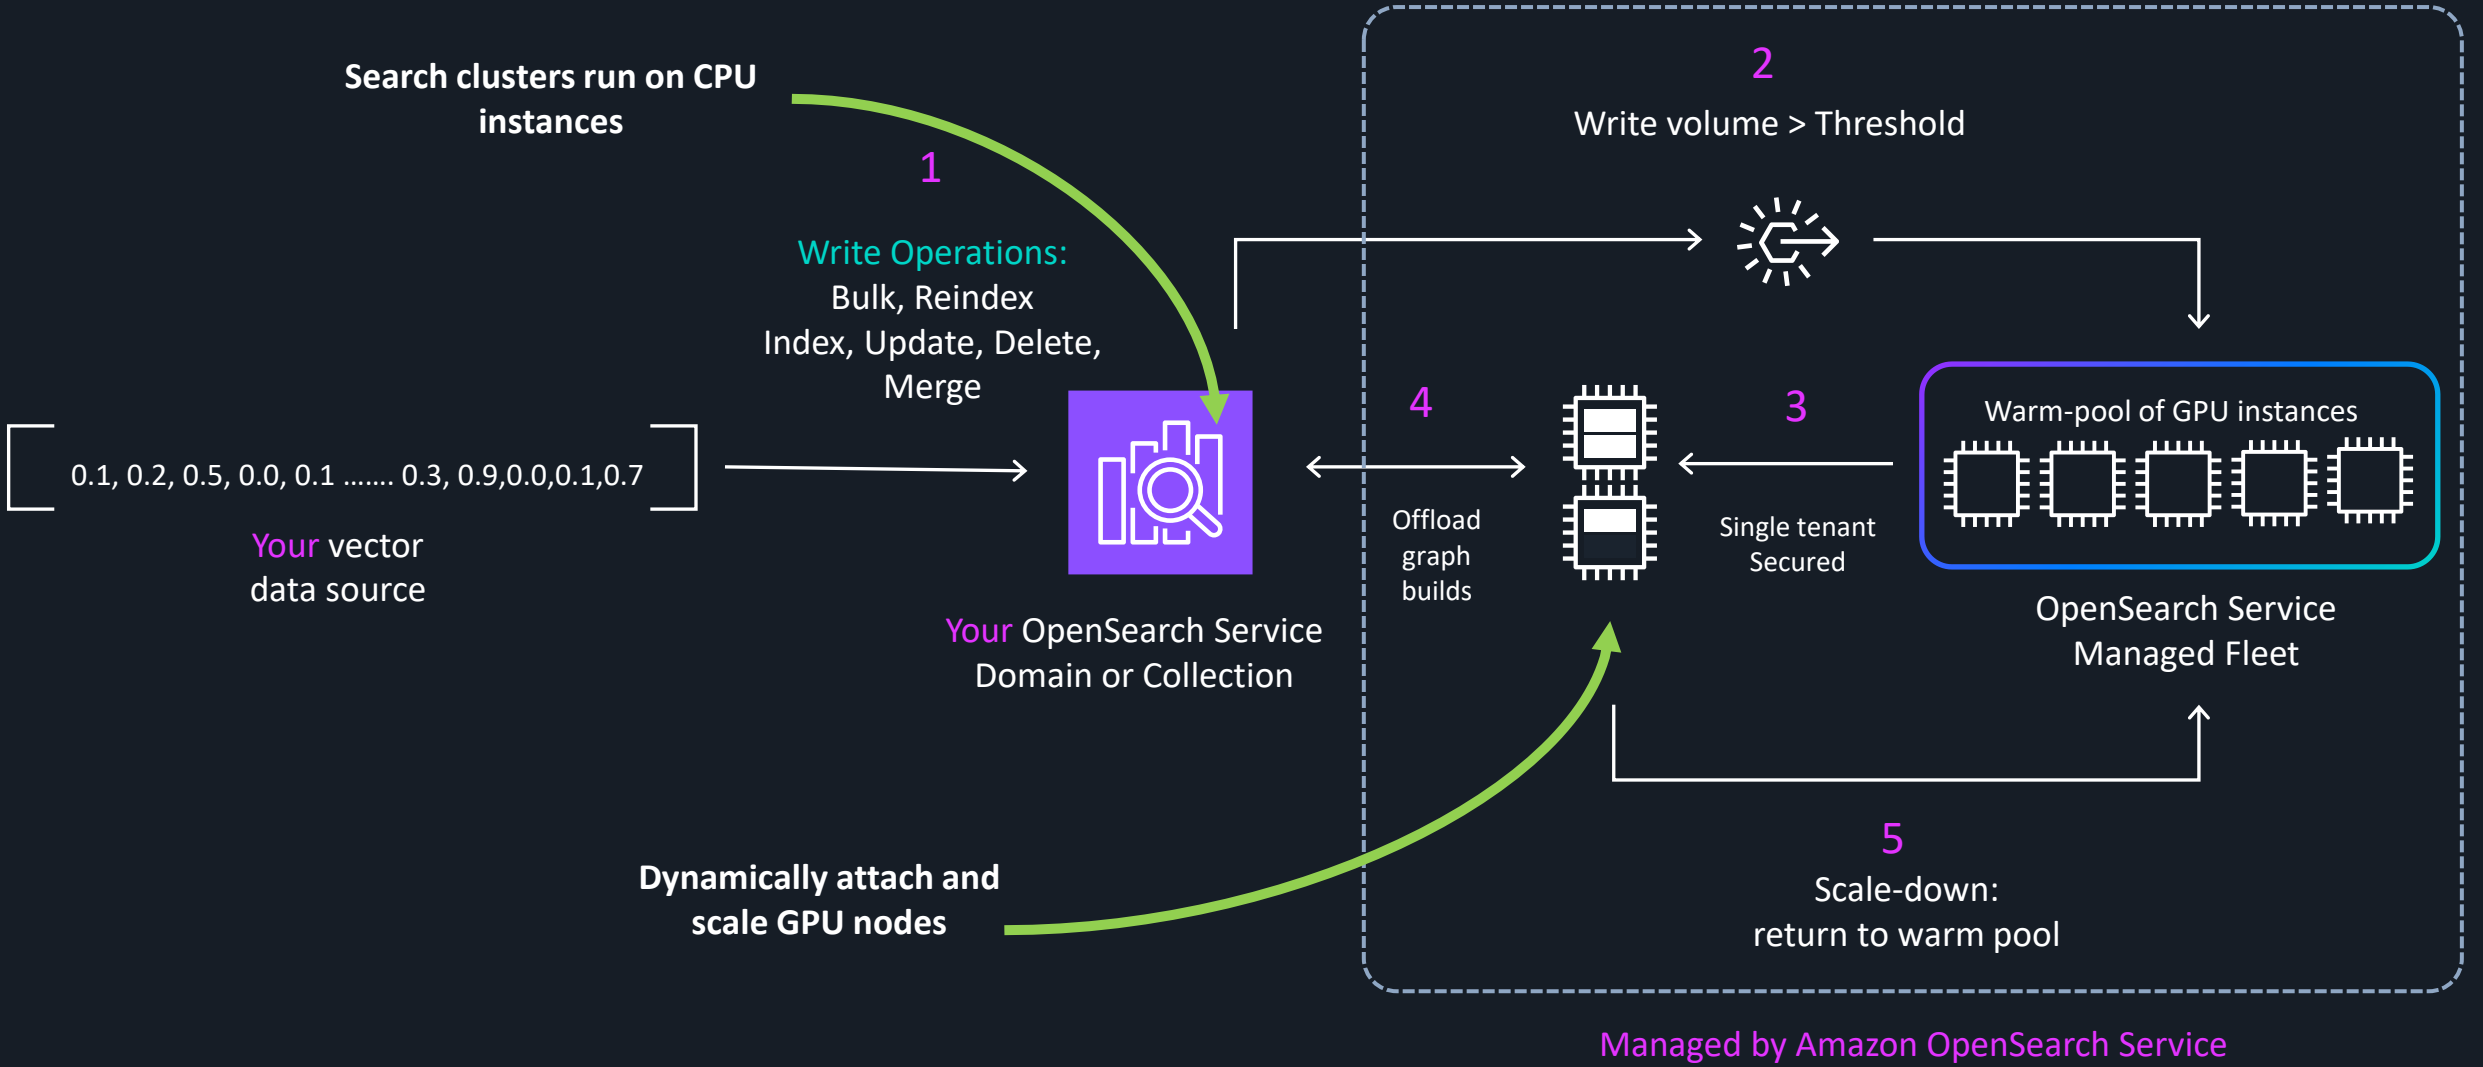 Search clusters run on CPU
instances
1
Write Operations:
Bulk, Reindex
Index, Update, Delete,
Merge
0.1, 0.2, 0.5, 0.0, 0.1 ....... 0.3, 0.9,0.0,0.1,0.7
Your vector
data source
Your OpenSearch Service
Domain or Collection
2
Write volume > Threshold
Warm-pool of GPU instances
OpenSearch Service
Managed Fleet
3
Single tenant
Secured
4
Offload
graph
builds
Dynamically attach and
scale GPU nodes
5
Scale-down:
return to warm pool
Managed by Amazon OpenSearch Service